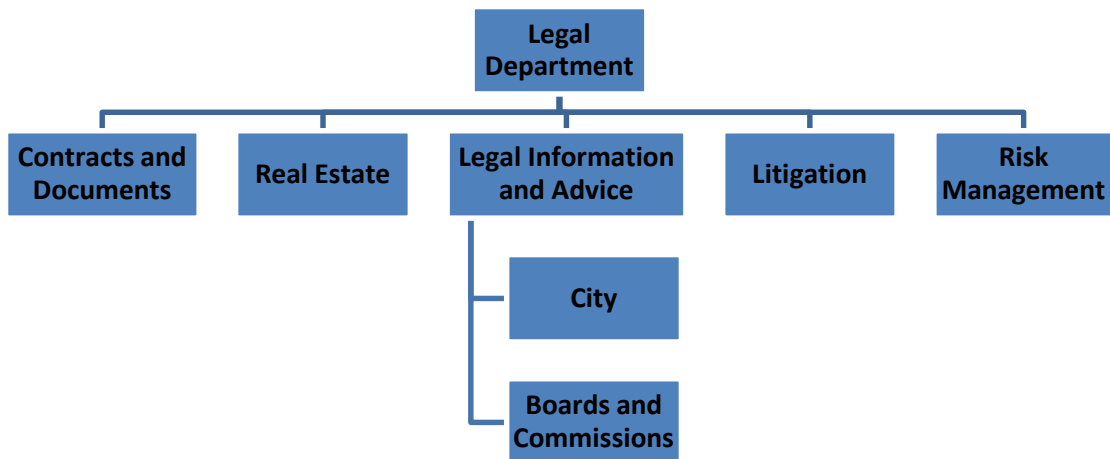 Legal
Department
Contracts and
Documents
Real Estate
Legal Information
and Advice
Litigation
Risk
Management
City
Boards and
Commissions